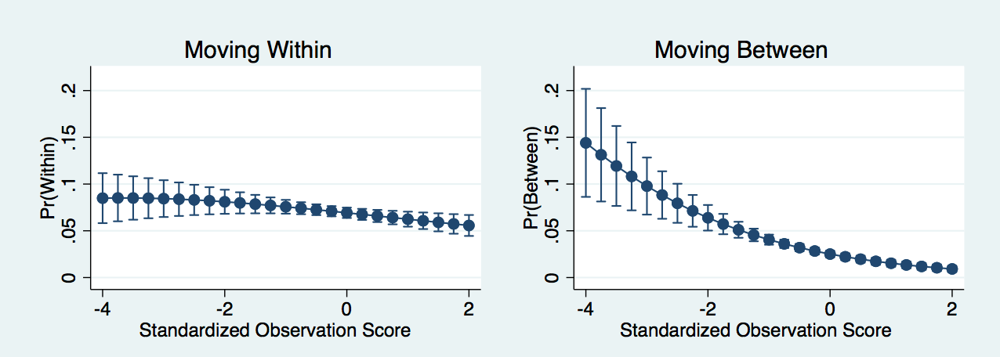 Moving Within
Pr(Within)
.2
.15
.1
.05
0
-4 -2 0 2
Standardized Observation Score
Moving Between
Pr(Between)
.2
.15
.1
.05
0
-4 -2 0 2
Standardized Observation Score